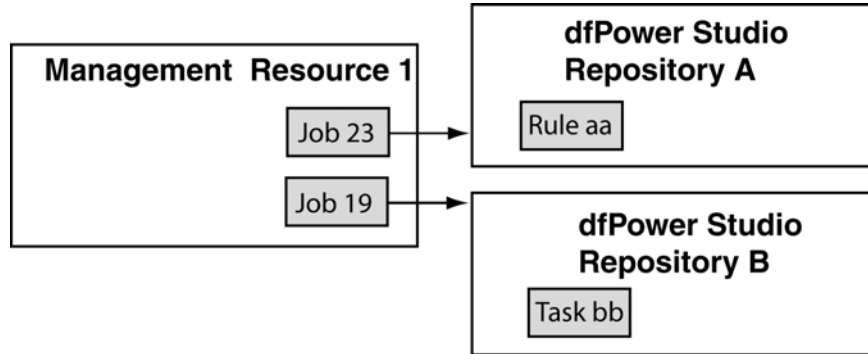 Management Resource 1
Job 23
Job 19
dfPower Studio
Repository A
Rule aa
dfPower Studio
Repository B
Task bb